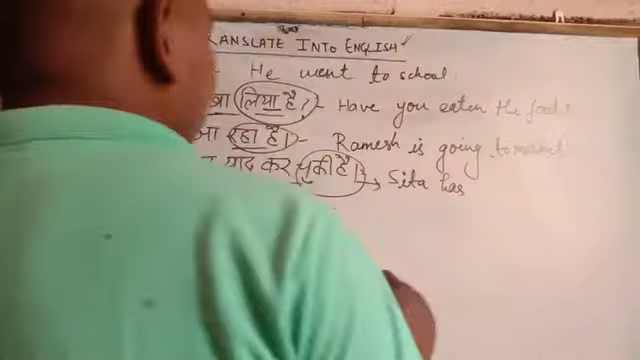 RANSLATE INTO ENGLISH
- He went to school
लिया है? - Have you eaten the food?
जा रहा है। - Ramesh is going to market
याद कर चुकी है। → Sita has